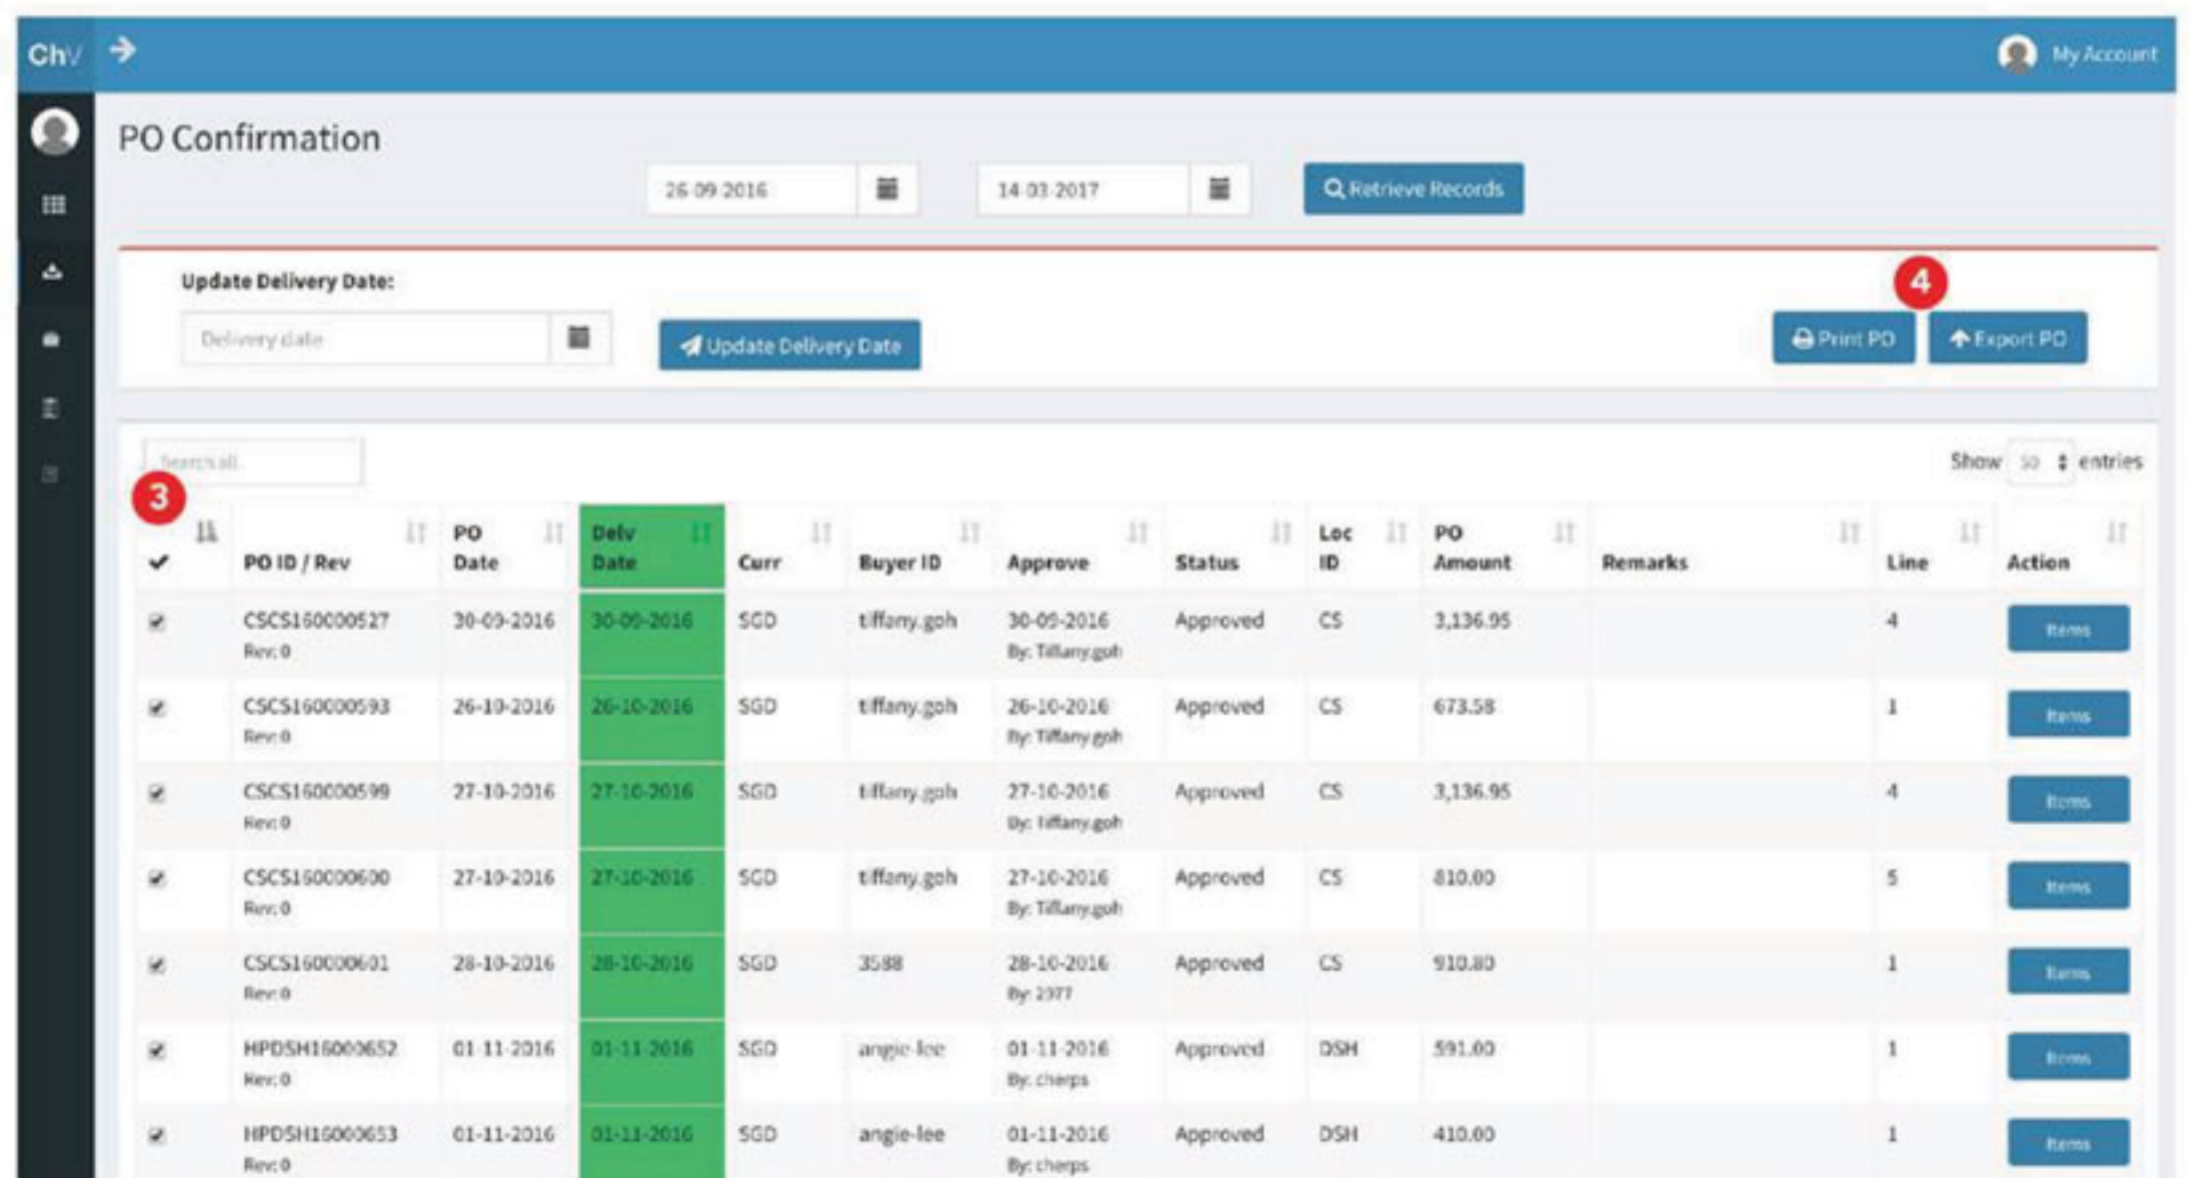 ChV
My Account
PO Confirmation
26-09-2016
14-03-2017
Retrieve Records
4
Update Delivery Date:
Delivery date
Update Delivery Date
Print PO
Export PO
Search all
Show 50 entries
3
PO ID / Rev PO Date Delv Date Curr Buyer ID Approve Status Loc ID PO Amount Remarks Line Action
CSCS160000527 30-09-2016 30-09-2016 SGD tiffany.goh 30-09-2016 Approved CS 3,136.95 4 Items
Rev: 0 By: Tiffany.goh
CSCS160000593 26-10-2016 26-10-2016 SGD tiffany.goh 26-10-2016 Approved CS 673.58 1 Items
Rev: 0 By: Tiffany.goh
CSCS160000599 27-10-2016 27-10-2016 SGD tiffany.goh 27-10-2016 Approved CS 3,136.95 4 Items
Rev: 0 By: Tiffany.goh
CSCS160000600 27-10-2016 27-10-2016 SGD tiffany.goh 27-10-2016 Approved CS 810.00 5 Items
Rev: 0 By: Tiffany.goh
CSCS160000601 28-10-2016 28-10-2016 SGD 3588 28-10-2016 Approved CS 910.80 1 Items
Rev: 0 By: 2977
HPDSH16000652 01-11-2016 01-11-2016 SGD angie-lee 01-11-2016 Approved DSH 591.00 1 Items
Rev: 0 By: cherps
HPDSH16000653 01-11-2016 01-11-2016 SGD angie-lee 01-11-2016 Approved DSH 410.00 1 Items
Rev: 0 By: cherps